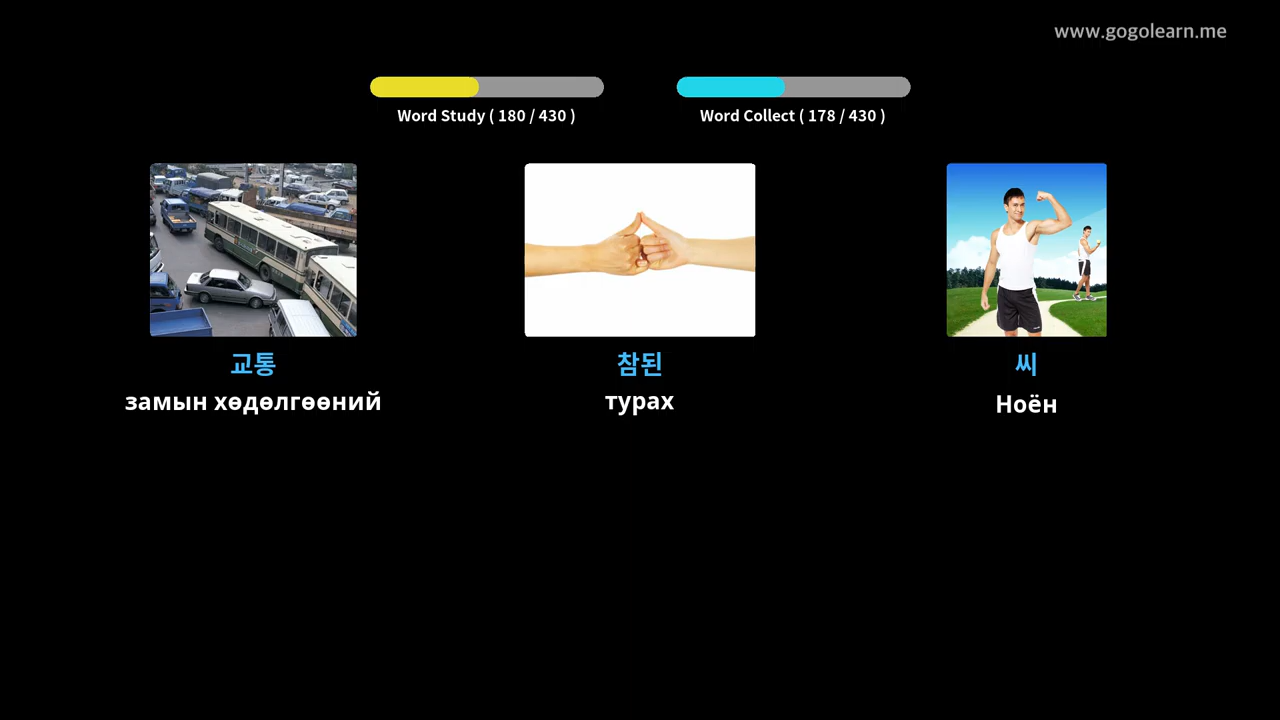 www.gogolearn.me
Word Study ( 180 / 430 )
Word Collect ( 178 / 430 )
교통
замын хөдөлгөөний
참된
турах
씨
Ноён